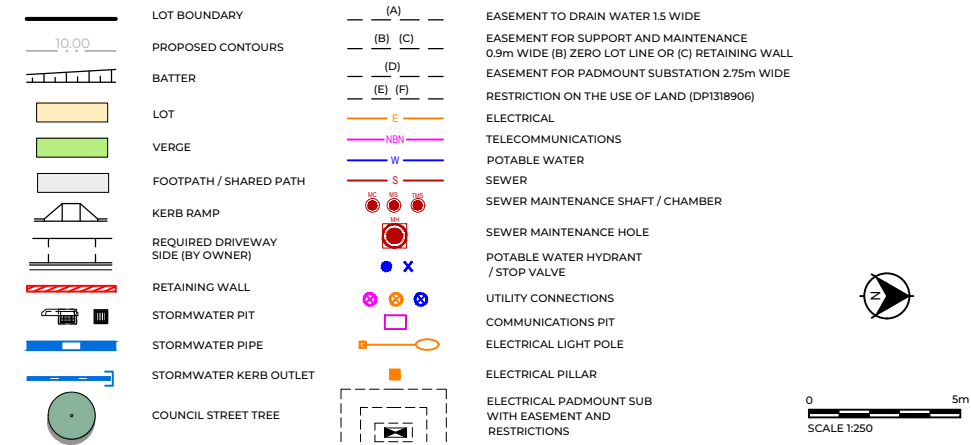 LOT BOUNDARY
10.00
PROPOSED CONTOURS
BATTER
LOT
VERGE
FOOTPATH / SHARED PATH
KERB RAMP
REQUIRED DRIVEWAY
SIDE (BY OWNER)
RETAINING WALL
STORMWATER PIT
STORMWATER PIPE
STORMWATER KERB OUTLET
COUNCIL STREET TREE
(A)
EASEMENT TO DRAIN WATER 1.5 WIDE
(B) (C)
EASEMENT FOR SUPPORT AND MAINTENANCE
0.9m WIDE (B) ZERO LOT LINE OR (C) RETAINING WALL
(D)
EASEMENT FOR PADMOUNT SUBSTATION 2.75m WIDE
(E) (F)
RESTRICTION ON THE USE OF LAND (DP1318906)
E
ELECTRICAL
NBN
TELECOMMUNICATIONS
W
POTABLE WATER
S
SEWER
MC MS TMS
SEWER MAINTENANCE SHAFT / CHAMBER
MH
SEWER MAINTENANCE HOLE
POTABLE WATER HYDRANT
/ STOP VALVE
UTILITY CONNECTIONS
COMMUNICATIONS PIT
ELECTRICAL LIGHT POLE
ELECTRICAL PILLAR
ELECTRICAL PADMOUNT SUB
WITH EASEMENT AND
RESTRICTIONS
N
0 5m
SCALE 1:250